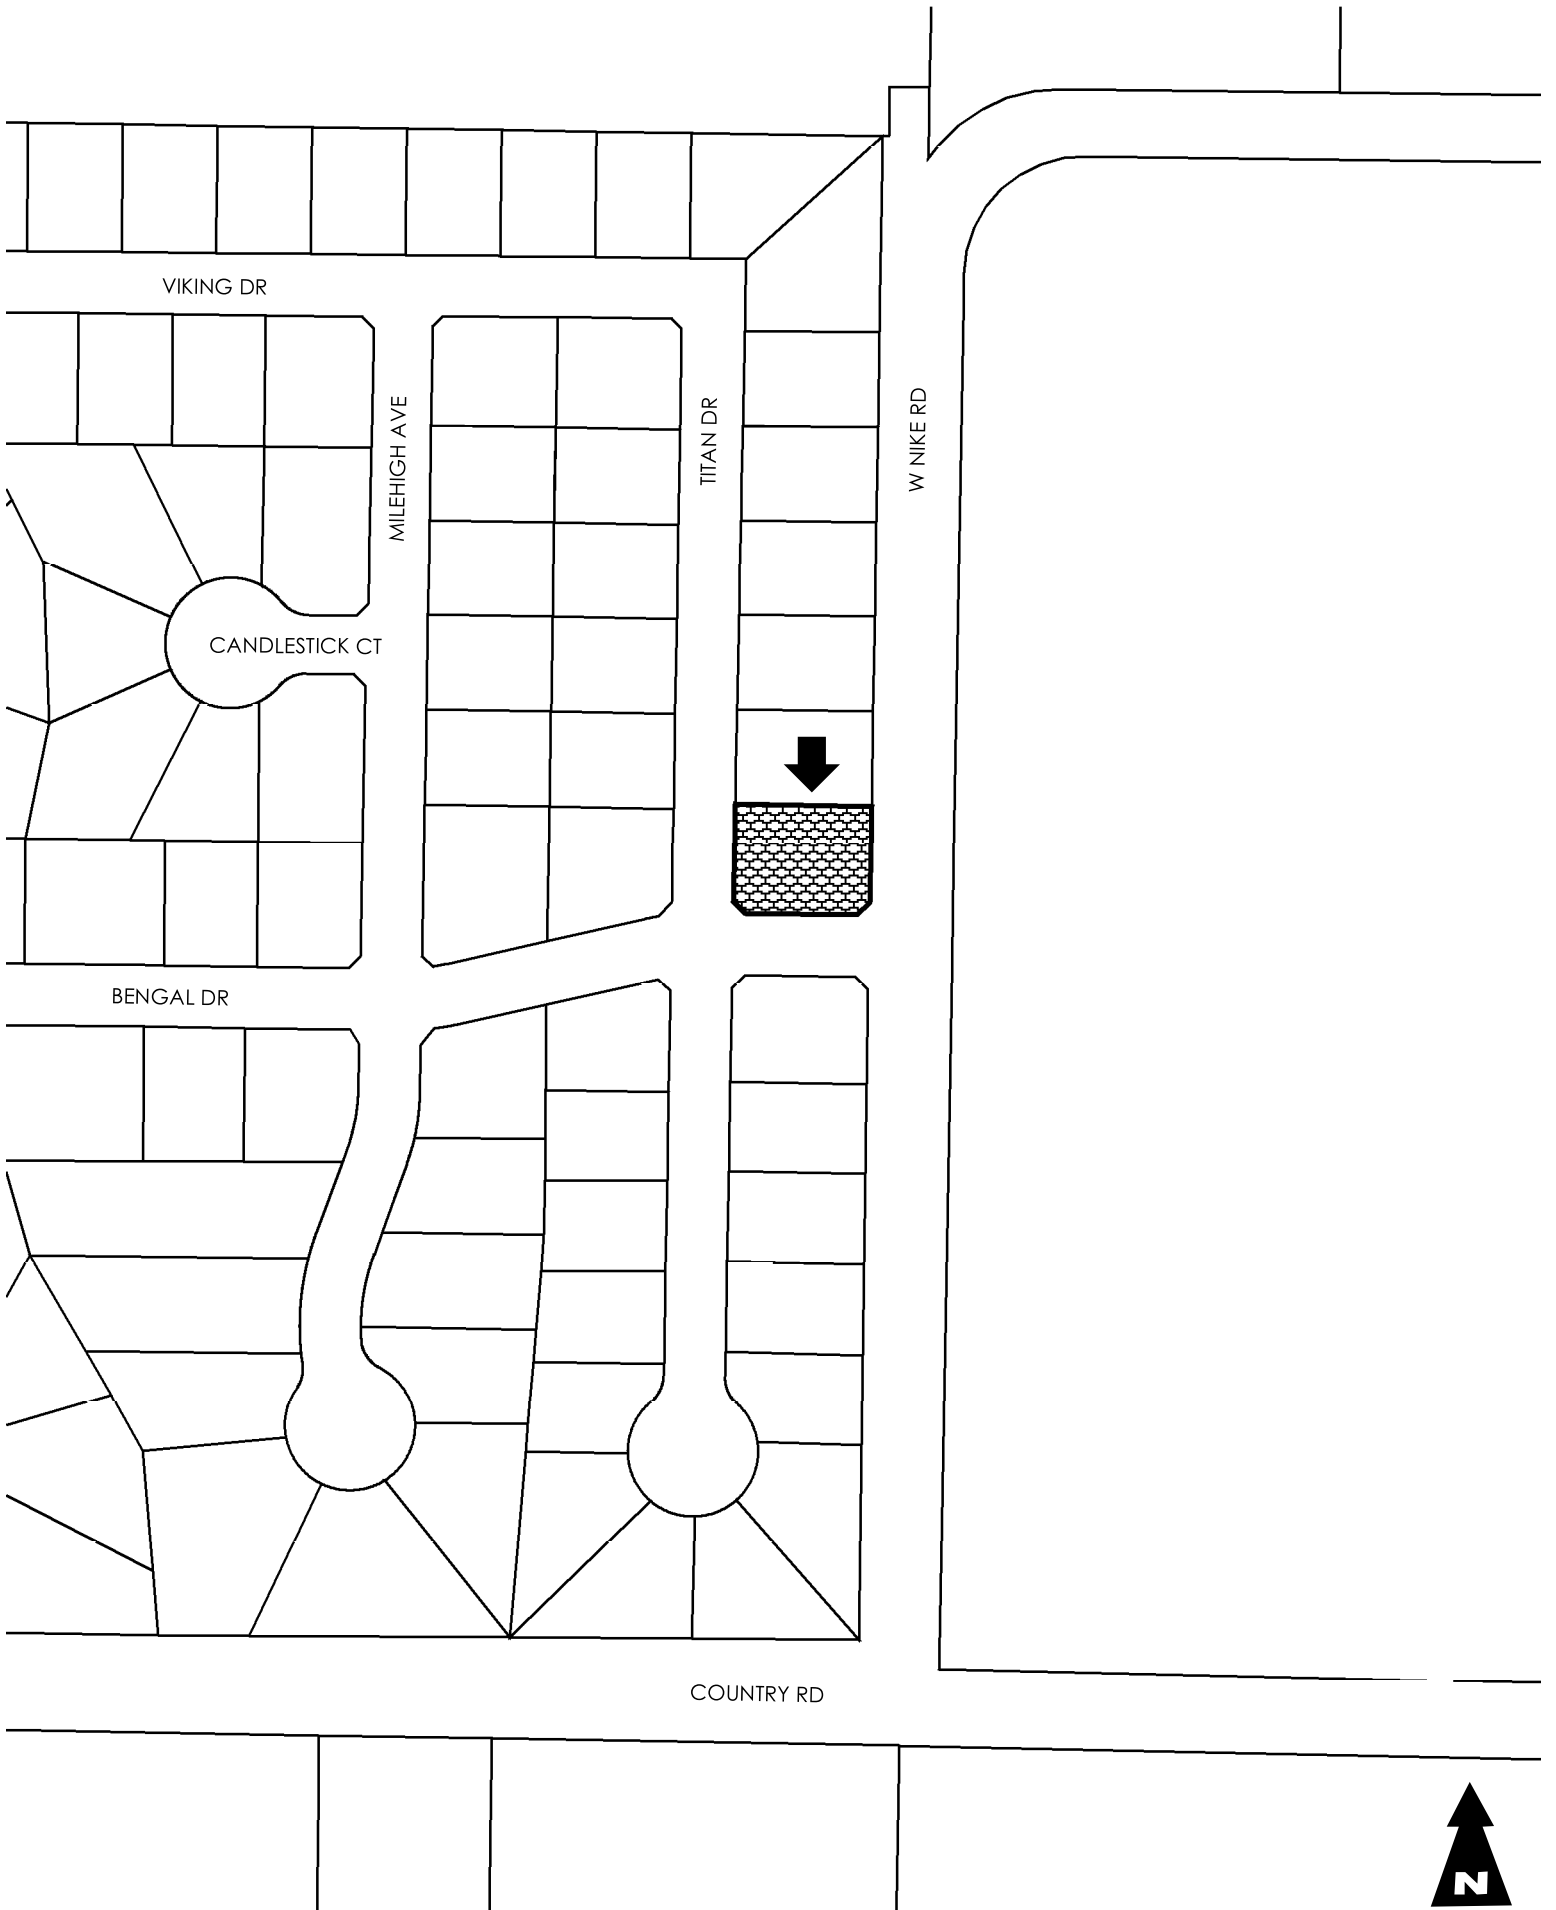 VIKING DR
MILEHIGH AVE
TITAN DR
W NIKE RD
CANDLESTICK CT
BENGAL DR
COUNTRY RD
N